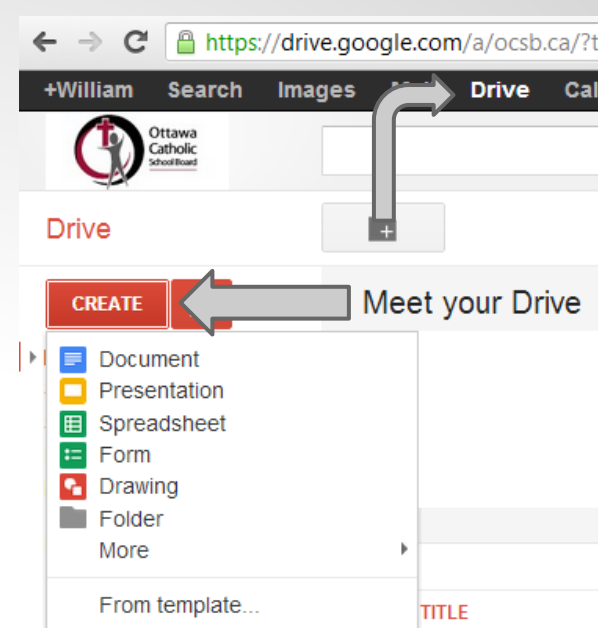 https://drive.google.com/a/ocsb.ca/?t
+William Search Images Drive Cal
Ottawa
Catholic
School Board
Drive
CREATE
Meet your Drive
Document
Presentation
Spreadsheet
Form
Drawing
Folder
More
From template...
TITLE